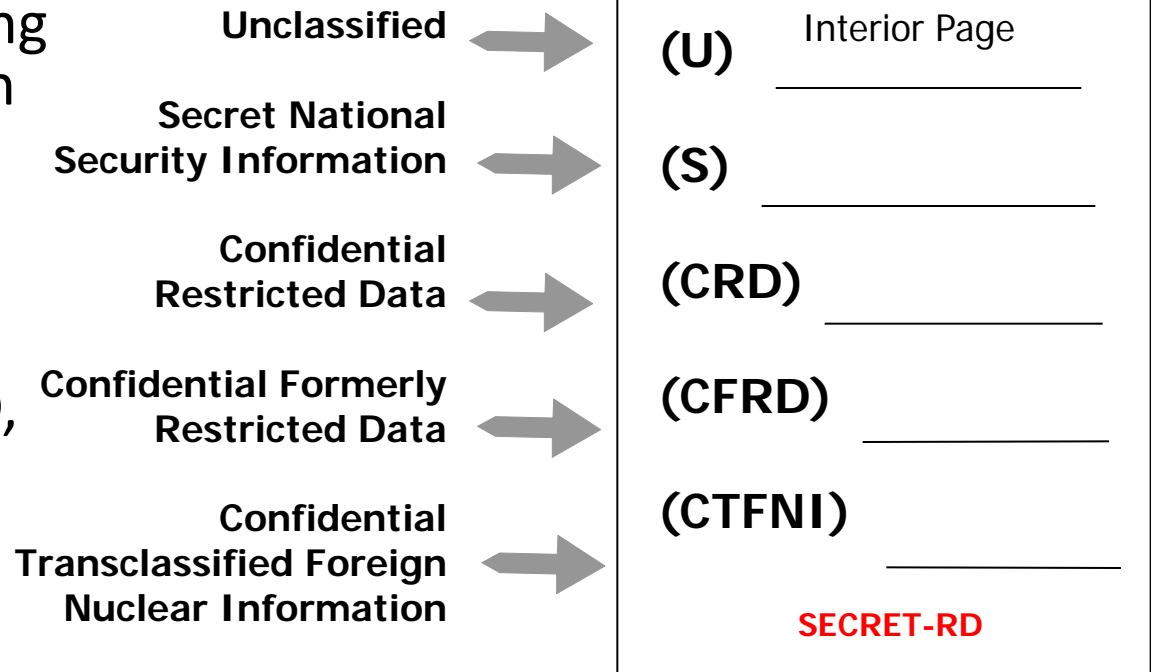 ng
n
),
Unclassified
Secret National
Security Information
Confidential
Restricted Data
Confidential Formerly
Restricted Data
Confidential
Transclassified Foreign
Nuclear Information
Interior Page
(U)
(S)
(CRD)
(CFRD)
(CTFNI)
SECRET-RD